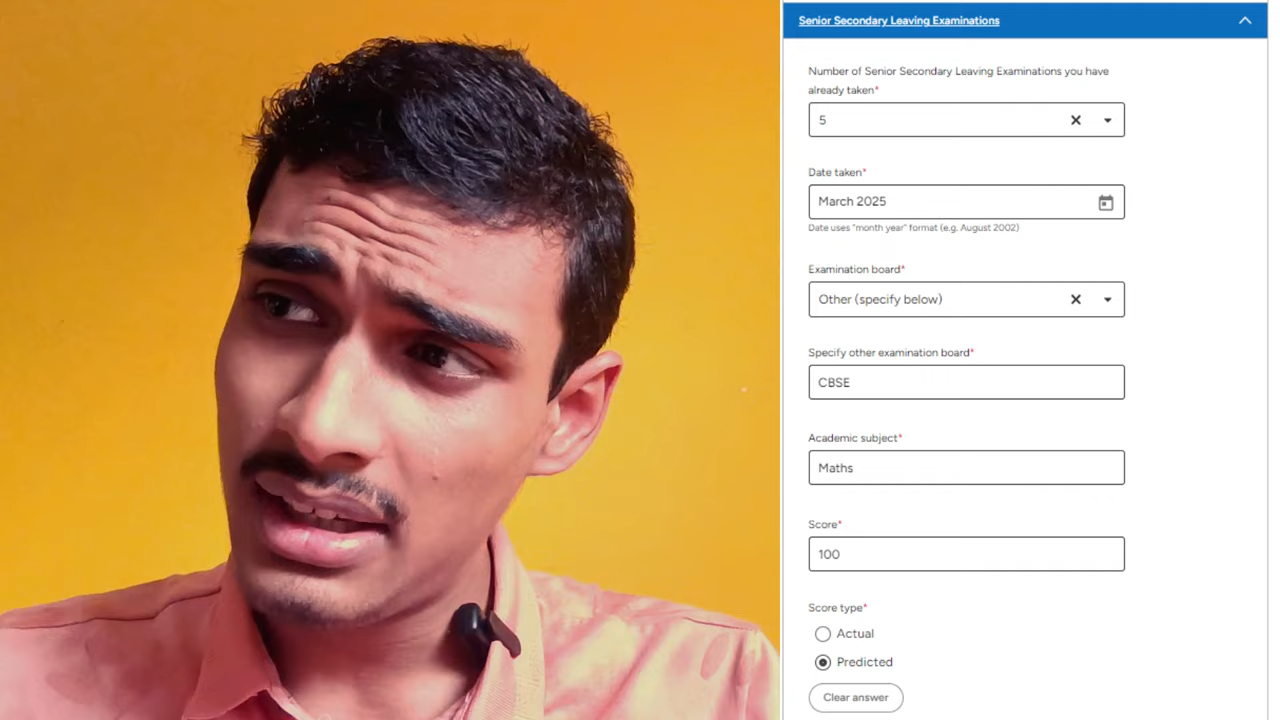 Senior Secondary Leaving Examinations
Number of Senior Secondary Leaving Examinations you have
already taken*
5
Date taken*
March 2025
Date uses "month year" format (e.g. August 2002)
Examination board*
Other (specify below)
Specify other examination board*
CBSE
Academic subject*
Maths
Score*
100
Score type*
Actual
Predicted
Clear answer